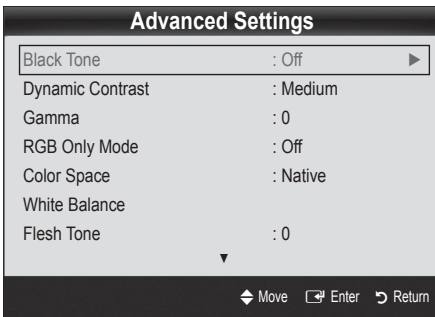 Advanced Settings
Black Tone : Off ▶
Dynamic Contrast : Medium
Gamma : 0
RGB Only Mode : Off
Color Space : Native
White Balance
Flesh Tone : 0
▼
Move Enter Return